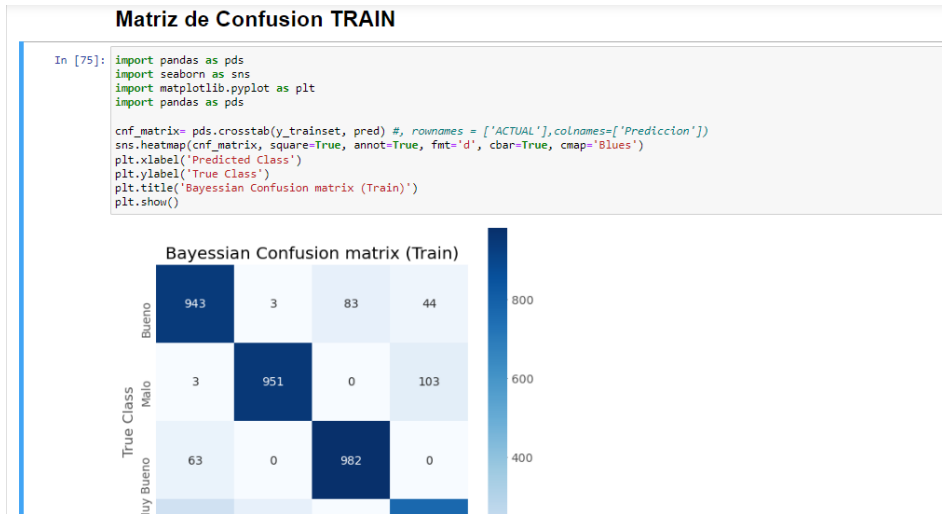 Matriz de Confusion TRAIN
In [75]: import pandas as pds
import seaborn as sns
import matplotlib.pyplot as plt
import pandas as pds
cnf_matrix= pds.crosstab(y_trainset, pred) #, rownames = ['ACTUAL'],colnames=['Prediccion'])
sns.heatmap(cnf_matrix, square=True, annot=True, fmt='d', cbar=True, cmap='Blues')
plt.xlabel('Predicted Class')
plt.ylabel('True Class')
plt.title('Bayessian Confusion matrix (Train)')
plt.show()
Bayessian Confusion matrix (Train)
True Class
Bueno
943 3 83 44
Malo
3 951 0 103
uy Bueno
63 0 982 0
800
600
400